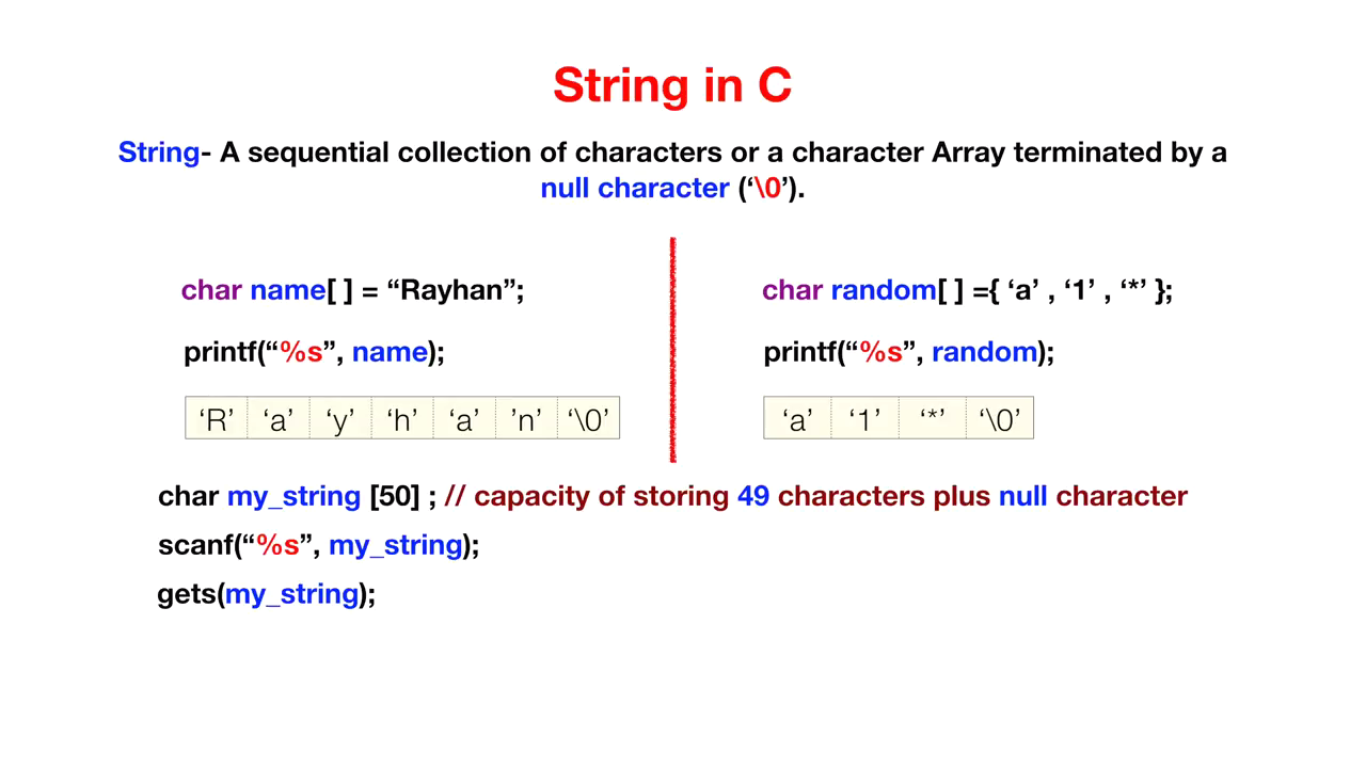 String in C
String- A sequential collection of characters or a character Array terminated by a
null character (‘\0’).
char name[ ] = “Rayhan”;
printf(“%s”, name);
‘R’ ‘a’ ‘y’ ‘h’ ‘a’ ’n’ ‘\0’
char random[ ] ={ ‘a’ , ‘1’ , ‘*’ };
printf(“%s”, random);
‘a’ ‘1’ ‘*’ ‘\0’
char my_string [50] ; // capacity of storing 49 characters plus null character
scanf(“%s”, my_string);
gets(my_string);